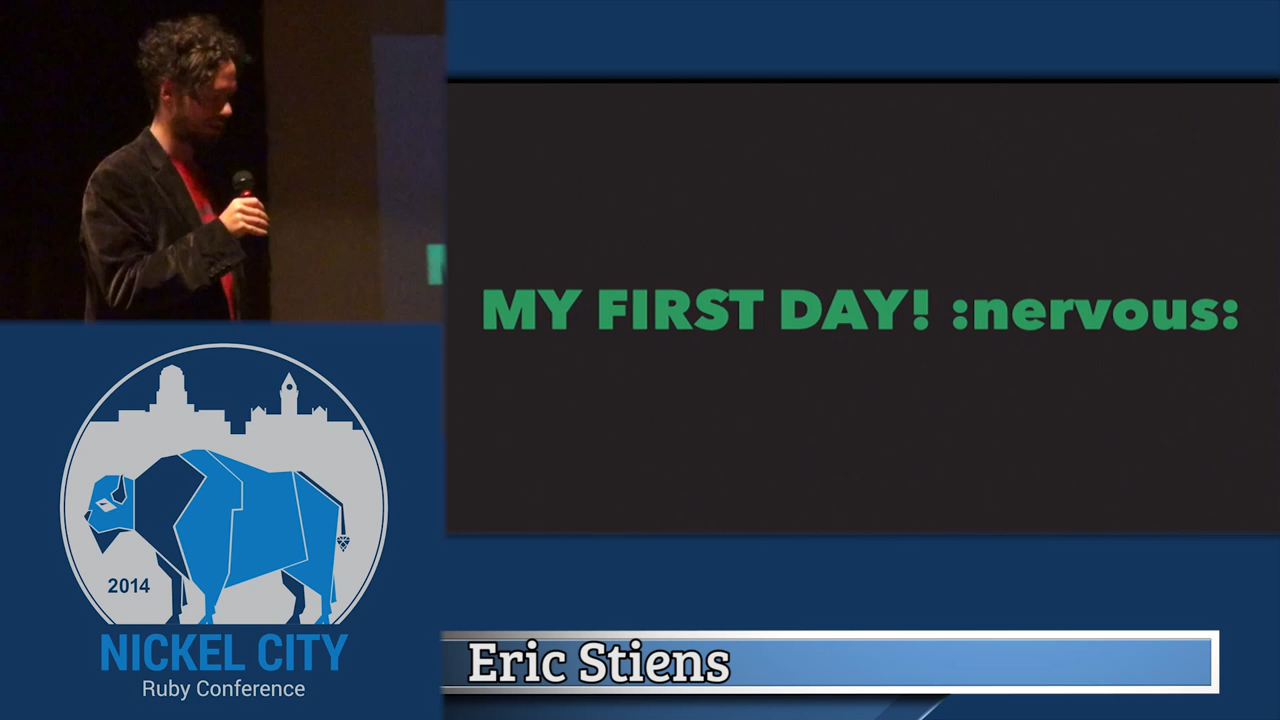 MY FIRST DAY! :nervous:
2014
NICKEL CITY
Ruby Conference
Eric Stiens